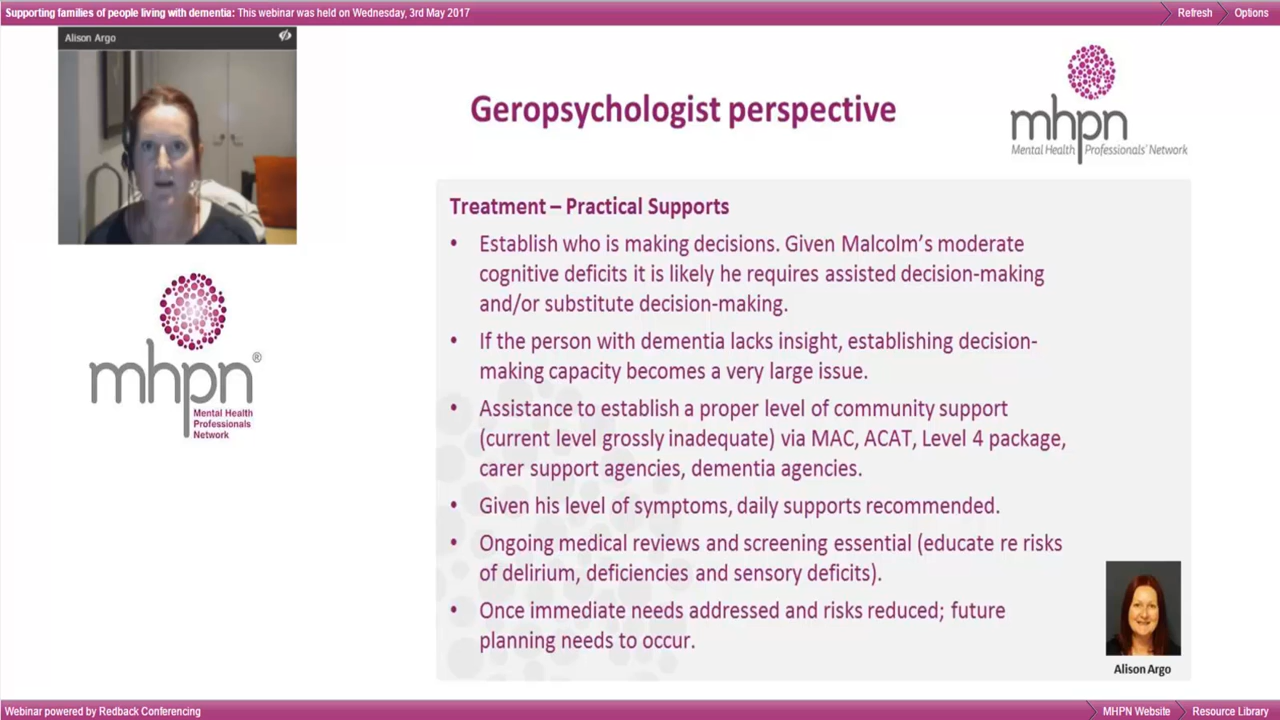 Supporting families of people living with dementia: This webinar was held on Wednesday, 3rd May 2017
Refresh
Options
Alison Argo
Geropsychologist perspective
mhpn
Mental Health Professionals' Network
mhpn®
Mental Health
Professionals
Network
Treatment – Practical Supports
• Establish who is making decisions. Given Malcolm's moderate
cognitive deficits it is likely he requires assisted decision-making
and/or substitute decision-making.
• If the person with dementia lacks insight, establishing decision-
making capacity becomes a very large issue.
• Assistance to establish a proper level of community support
(current level grossly inadequate) via MAC, ACAT, Level 4 package,
carer support agencies, dementia agencies.
• Given his level of symptoms, daily supports recommended.
• Ongoing medical reviews and screening essential (educate re risks
of delirium, deficiencies and sensory deficits).
• Once immediate needs addressed and risks reduced; future
planning needs to occur.
Alison Argo
Webinar powered by Redback Conferencing
MHPN Website
Resource Library